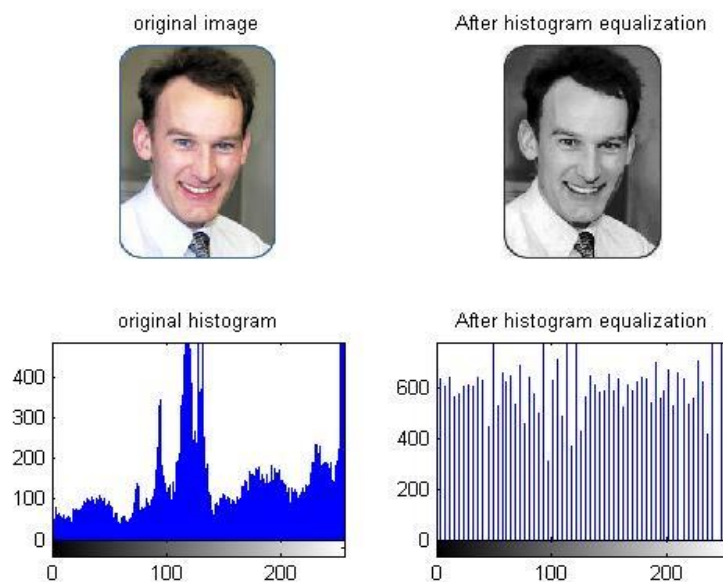 original image
After histogram equalization
original histogram
After histogram equalization
400
300
200
100
0
0 100 200
600
400
200
0
0 100 200